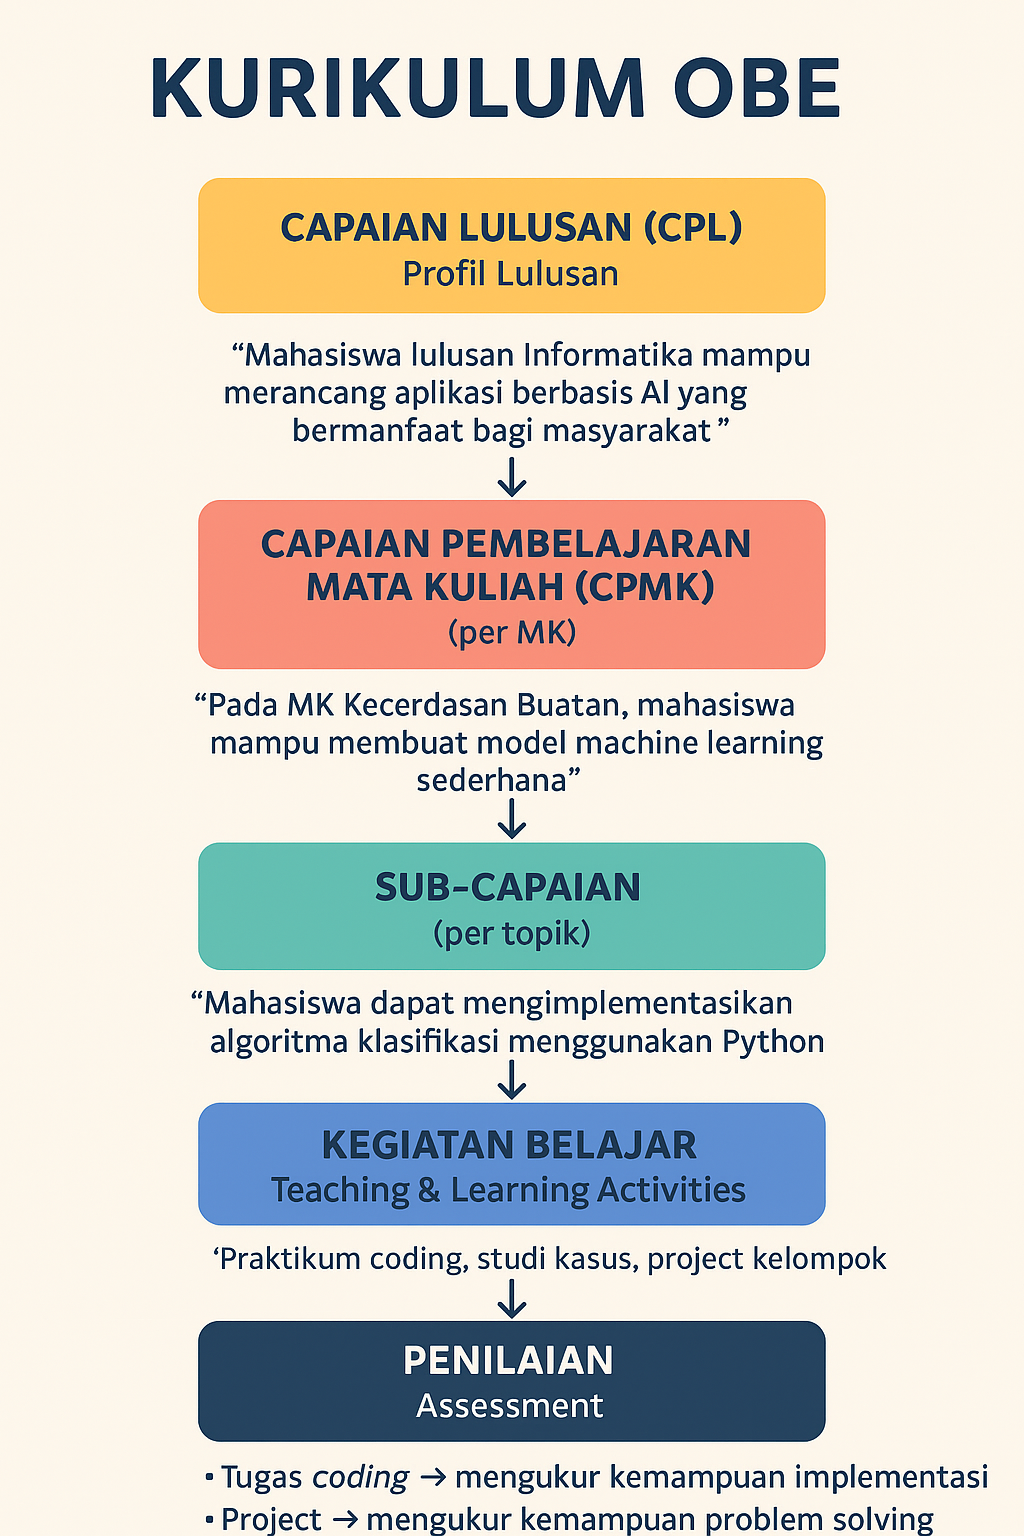 KURIKULUM OBE
CAPAIAN LULUSAN (CPL)
Profil Lulusan
“Mahasiswa lulusan Informatika mampu
merancang aplikasi berbasis AI yang
bermanfaat bagi masyarakat ”
↓
CAPAIAN PEMBELAJARAN
MATA KULIAH (CPMK)
(per MK)
“Pada MK Kecerdasan Buatan, mahasiswa
mampu membuat model machine learning
sederhana”
↓
SUB-CAPAIAN
(per topik)
“Mahasiswa dapat mengimplementasikan
algoritma klasifikasi menggunakan Python
↓
KEGIATAN BELAJAR
Teaching & Learning Activities
‘Praktikum coding, studi kasus, project kelompok
↓
PENILAIAN
Assessment
• Tugas coding → mengukur kemampuan implementasi
• Project → mengukur kemampuan problem solving